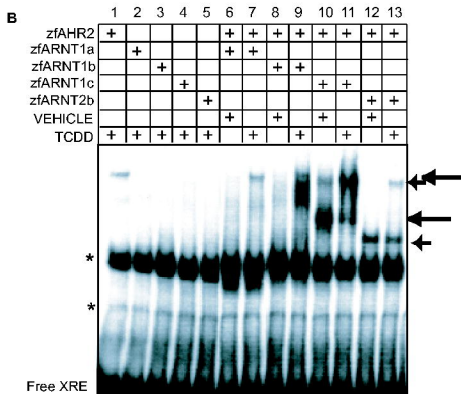 B 1 2 3 4 5 6 7 8 9 10 11 12 13
zfAHR2 + + + + + + + + +
zfARNT1a + + +
zfARNT1b + + +
zfARNT1c + + +
zfARNT2b + + +
VEHICLE + + + +
TCDD + + + + + + + + +
*
*
Free XRE